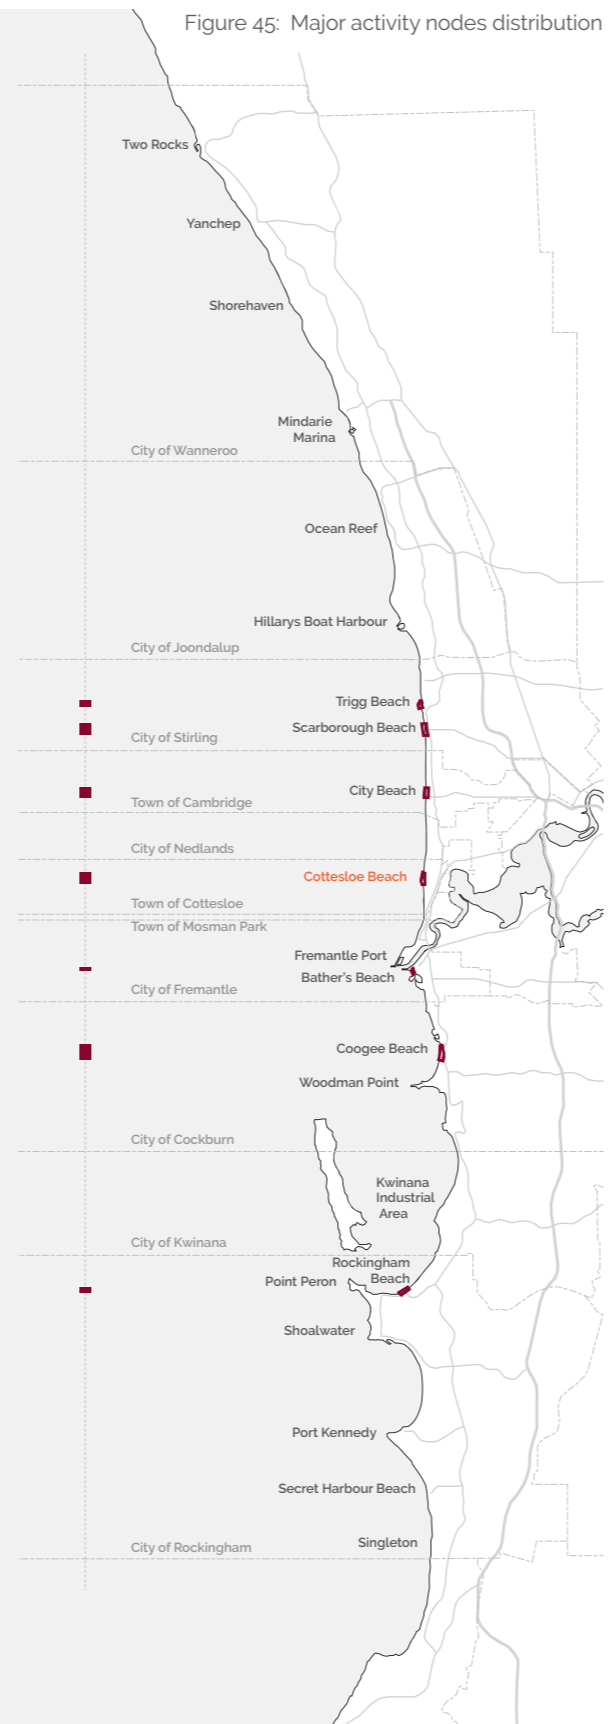 Figure 45: Major activity nodes distribution
Two Rocks
Yanchep
Shorehaven
Mindarie
Marina
City of Wanneroo
Ocean Reef
Hillarys Boat Harbour
City of Joondalup
Trigg Beach
Scarborough Beach
City of Stirling
City Beach
Town of Cambridge
City of Nedlands
Cottesloe Beach
Town of Cottesloe
Town of Mosman Park
Fremantle Port
Bather's Beach
City of Fremantle
Coogee Beach
Woodman Point
City of Cockburn
Kwinana
Industrial
Area
City of Kwinana
Rockingham
Beach
Point Peron
Shoalwater
Port Kennedy
Secret Harbour Beach
Singleton
City of Rockingham